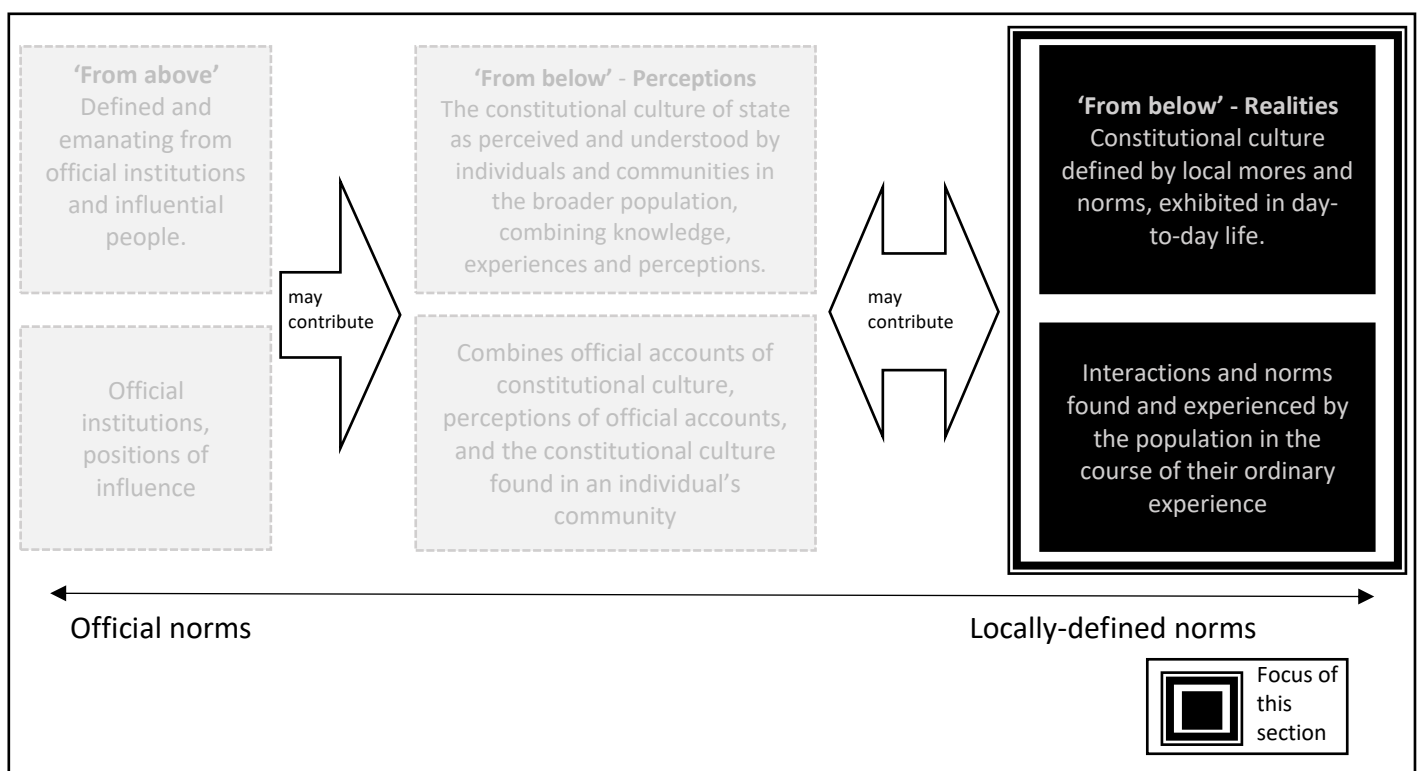 ‘From above’
Defined and
emanating from
official institutions
and influential
people.
Official
institutions,
positions of
influence
may
contribute
‘From below’ - Perceptions
The constitutional culture of state
as perceived and understood by
individuals and communities in
the broader population,
combining knowledge,
experiences and perceptions.
Combines official accounts of
constitutional culture,
perceptions of official accounts,
and the constitutional culture
found in an individual’s
community
may
contribute
‘From below’ - Realities
Constitutional culture
defined by local mores and
norms, exhibited in day-
to-day life.
Interactions and norms
found and experienced by
the population in the
course of their ordinary
experience
Official norms
Locally-defined norms
Focus of
this
section